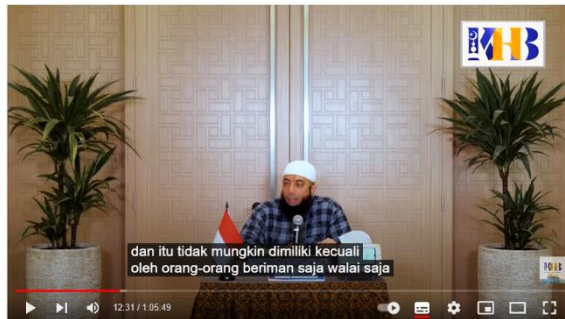 KHB
dan itu tidak mungkin dimiliki kecuali
oleh orang-orang beriman saja walai saja
KHB
12:31 / 1:05:49